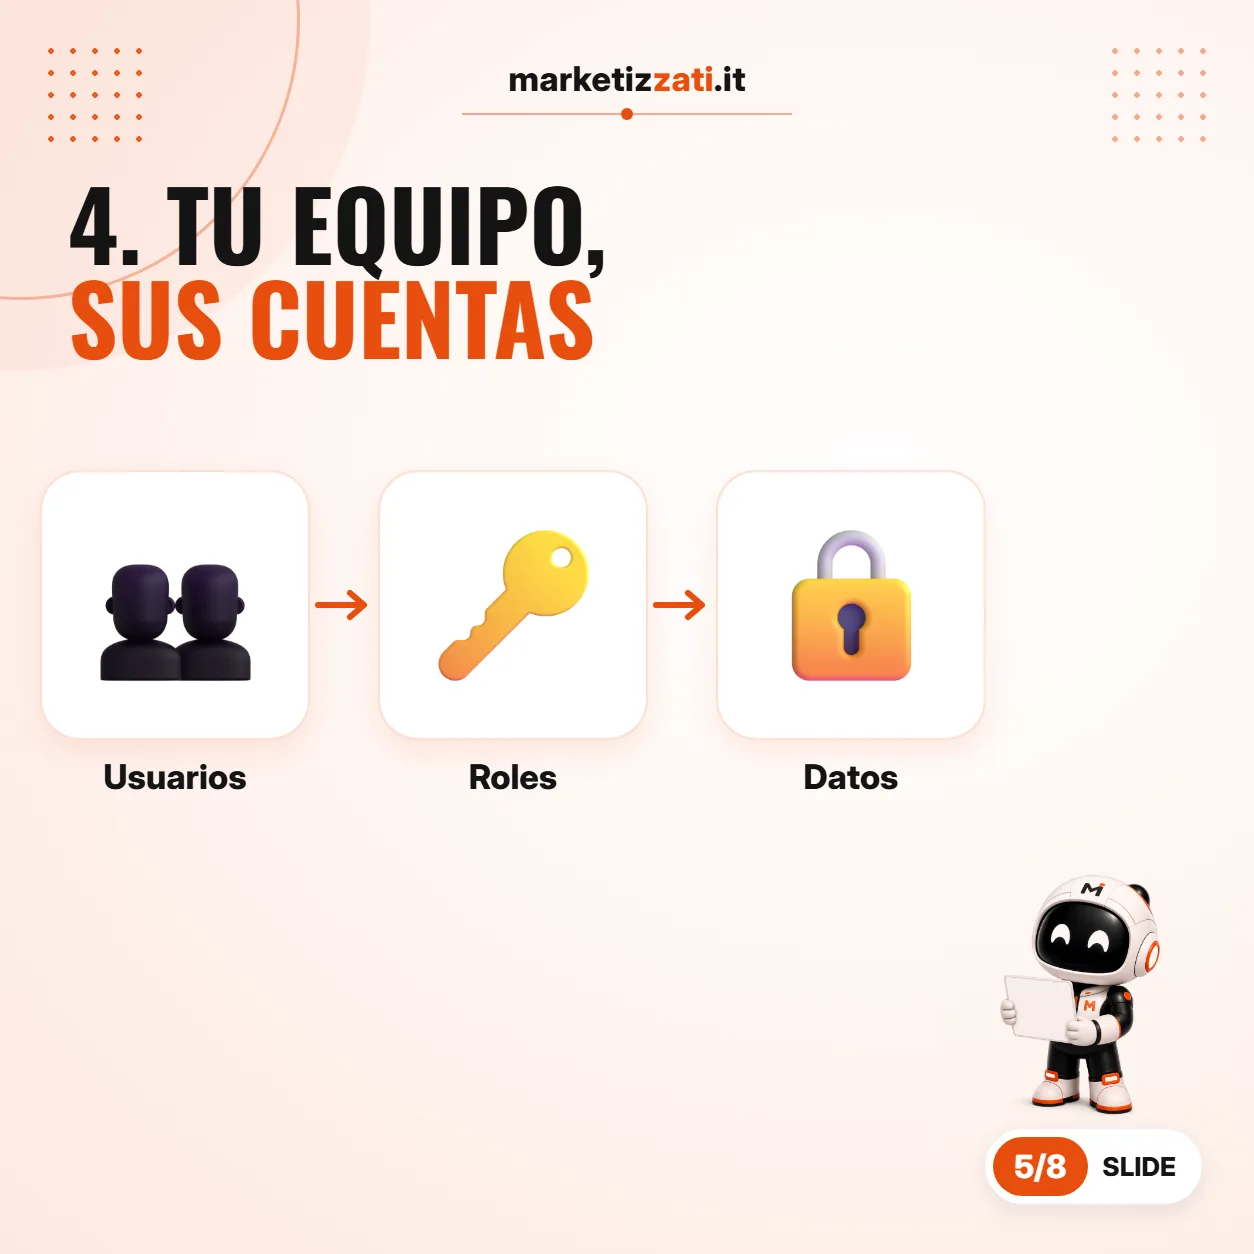 marketizzati.it
4. TU EQUIPO,
SUS CUENTAS
Usuarios
Roles
Datos
M
M
5/8 SLIDE